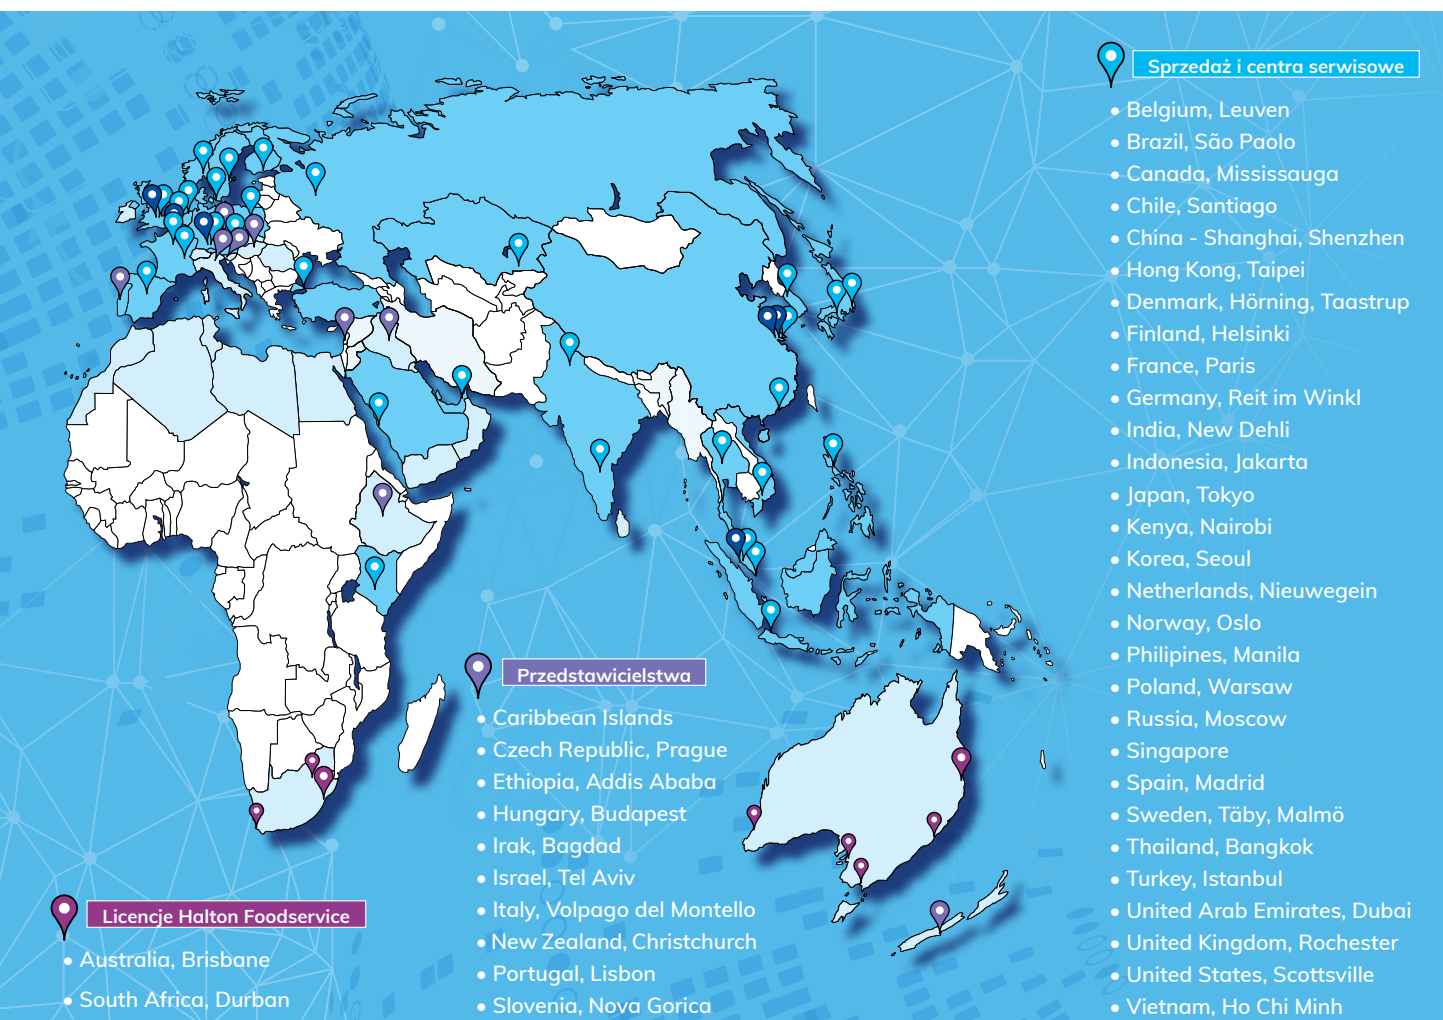 Sprzedaż i centra serwisowe
• Belgium, Leuven
• Brazil, São Paolo
• Canada, Mississauga
• Chile, Santiago
• China - Shanghai, Shenzhen
• Hong Kong, Taipei
• Denmark, Hörning, Taastrup
• Finland, Helsinki
• France, Paris
• Germany, Reit im Winkl
• India, New Dehli
• Indonesia, Jakarta
• Japan, Tokyo
• Kenya, Nairobi
• Korea, Seoul
• Netherlands, Nieuwegein
• Norway, Oslo
• Philipines, Manila
• Poland, Warsaw
• Russia, Moscow
• Singapore
• Spain, Madrid
• Sweden, Täby, Malmö
• Thailand, Bangkok
• Turkey, Istanbul
• United Arab Emirates, Dubai
• United Kingdom, Rochester
• United States, Scottsville
• Vietnam, Ho Chi Minh
Przedstawicielstwa
• Caribbean Islands
• Czech Republic, Prague
• Ethiopia, Addis Ababa
• Hungary, Budapest
• Irak, Bagdad
• Israel, Tel Aviv
• Italy, Volpago del Montello
• New Zealand, Christchurch
• Portugal, Lisbon
• Slovenia, Nova Gorica
Licencje Halton Foodservice
• Australia, Brisbane
• South Africa, Durban